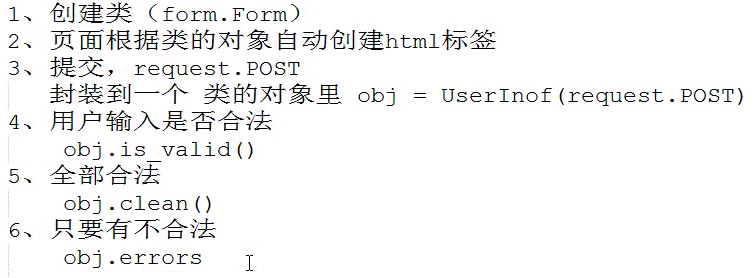 1、创建类（form.Form）
2、页面根据类的对象自动创建html标签
3、提交，request.POST
封装到一个 类的对象里 obj = UserInof(request.POST)
4、用户输入是否合法
obj.is_valid()
5、全部合法
obj.clean()
6、只要有不合法
obj.errors